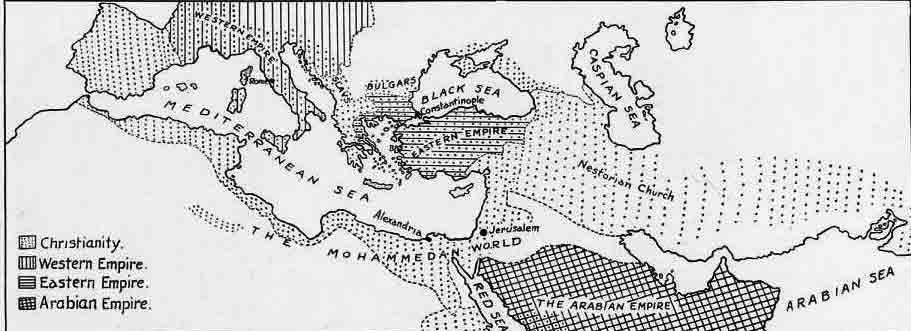 WESTERN EMPIRE
Rome
SLAVS
BULGARS
BLACK SEA
Constantinople
EASTERN EMPIRE
CASPIAN SEA
MEDITERRANEAN SEA
Nestorian Church
Alexandria
Jerusalem
THE MOHAMMEDAN WORLD
RED SEA
THE ARABIAN EMPIRE
ARABIAN SEA
Christianity.
Western Empire.
Eastern Empire.
Arabian Empire.